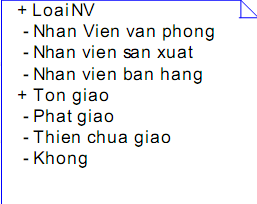 + LoaiNV
- Nhan Vien van phong
- Nhan vien san xuat
- Nhan vien ban hang
+ Ton giao
- Phat giao
- Thien chua giao
- Khong